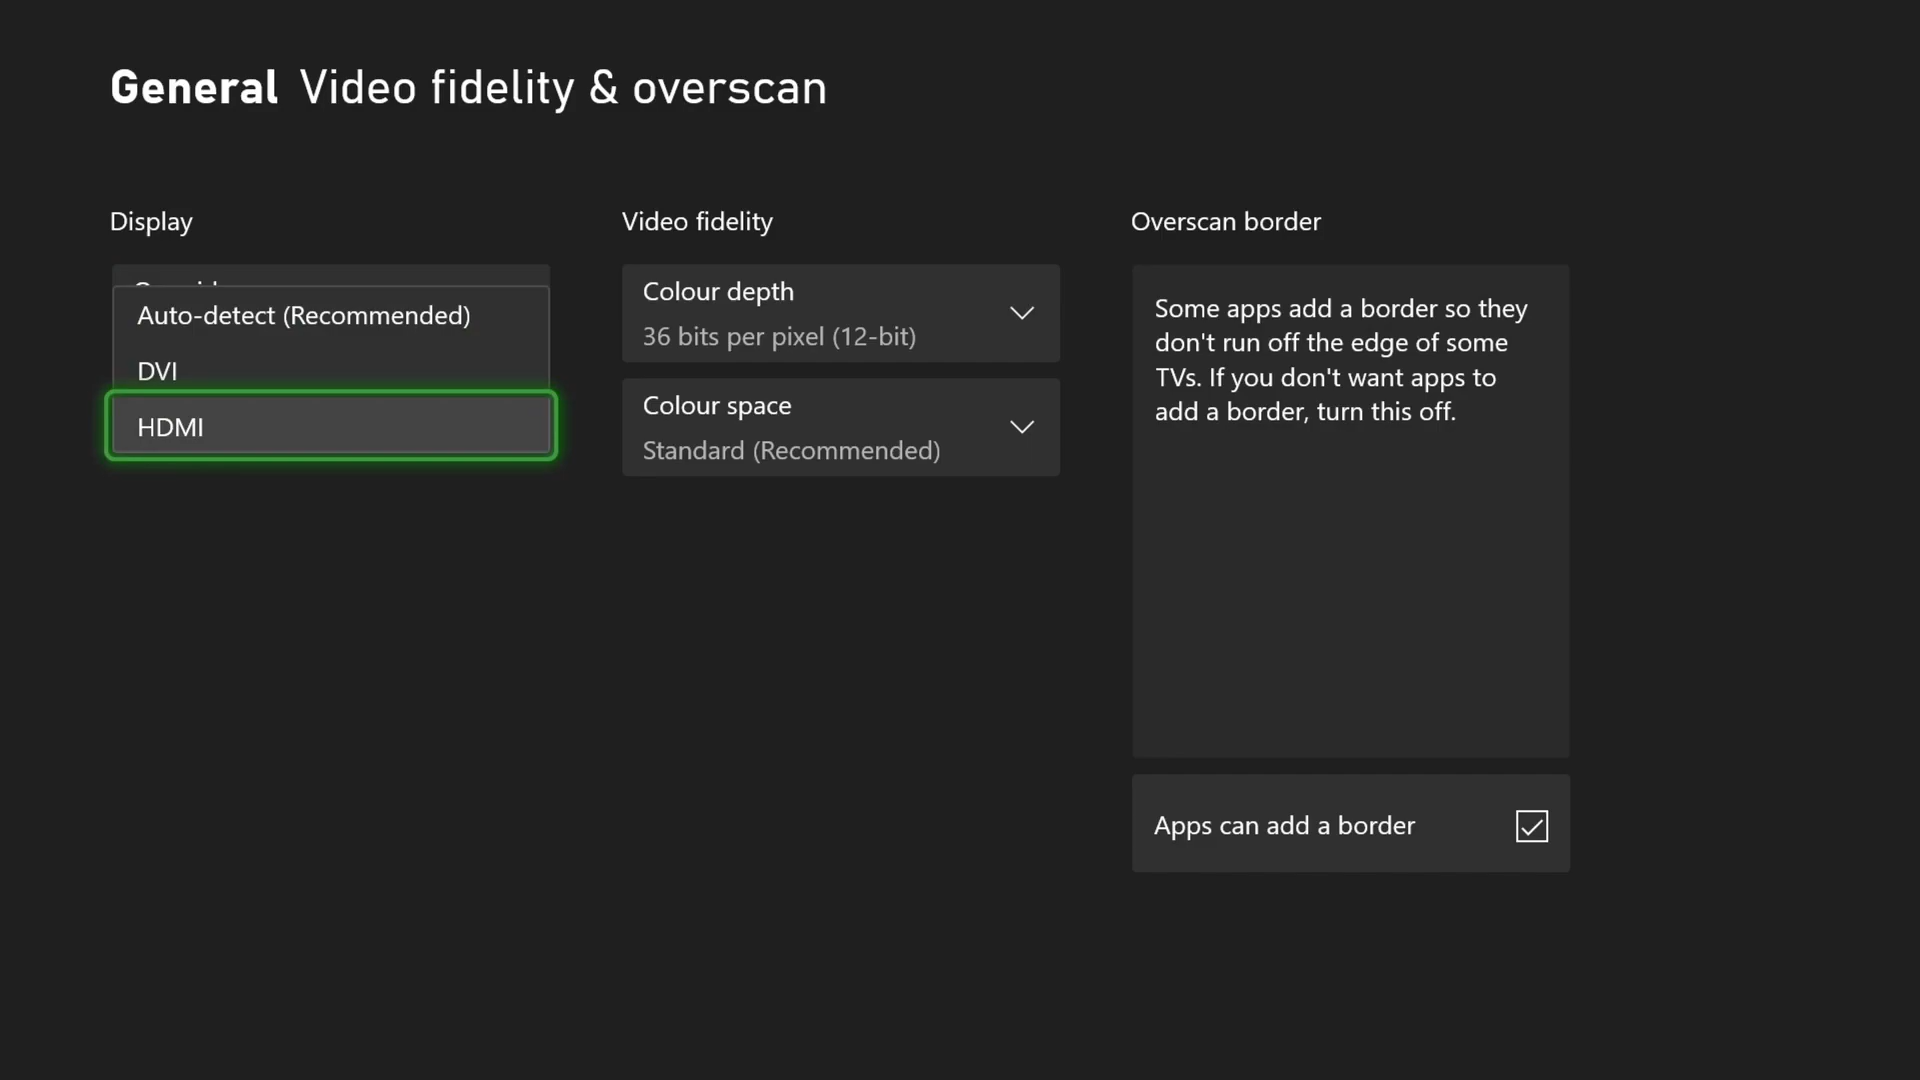 General Video fidelity & overscan
Display
Video fidelity
Overscan border
Auto-detect (Recommended)
DVI
HDMI
Colour depth
36 bits per pixel (12-bit)
Colour space
Standard (Recommended)
Some apps add a border so they
don't run off the edge of some
TVs. If you don't want apps to
add a border, turn this off.
Apps can add a border